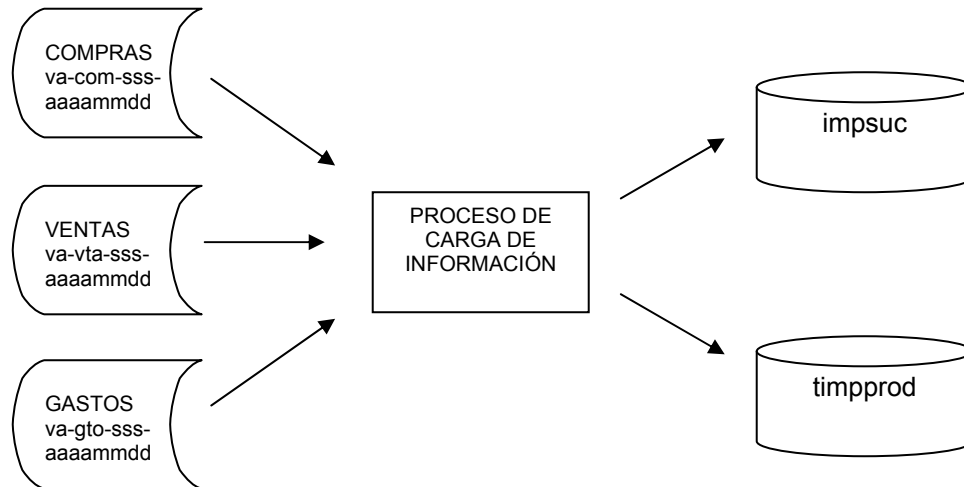 COMPRAS
va-com-sss-
aaaammdd
VENTAS
va-vta-sss-
aaaammdd
GASTOS
va-gto-sss-
aaaammdd
PROCESO DE
CARGA DE
INFORMACIÓN
impsuc
timpprod